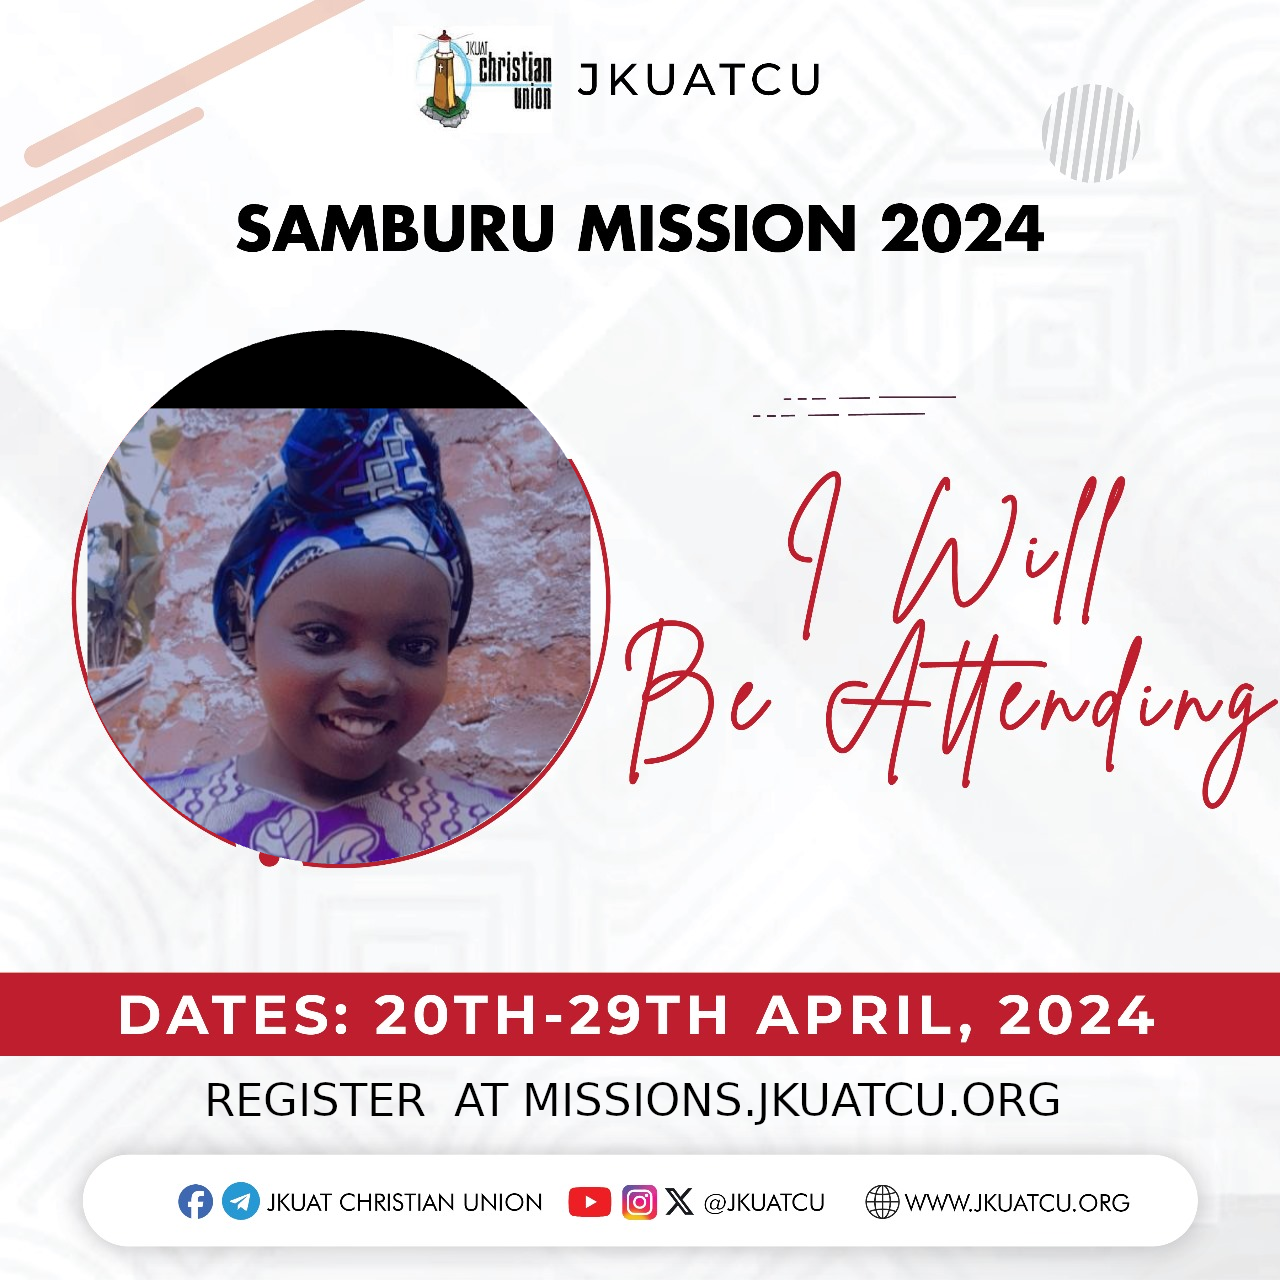 JKUAT
christian
union
JKUATCU
SAMBURU MISSION 2024
I Will
Be Attending
DATES: 20TH-29TH APRIL, 2024
REGISTER  AT MISSIONS.JKUATCU.ORG
JKUAT CHRISTIAN UNION @JKUATCU WWW.JKUATCU.ORG